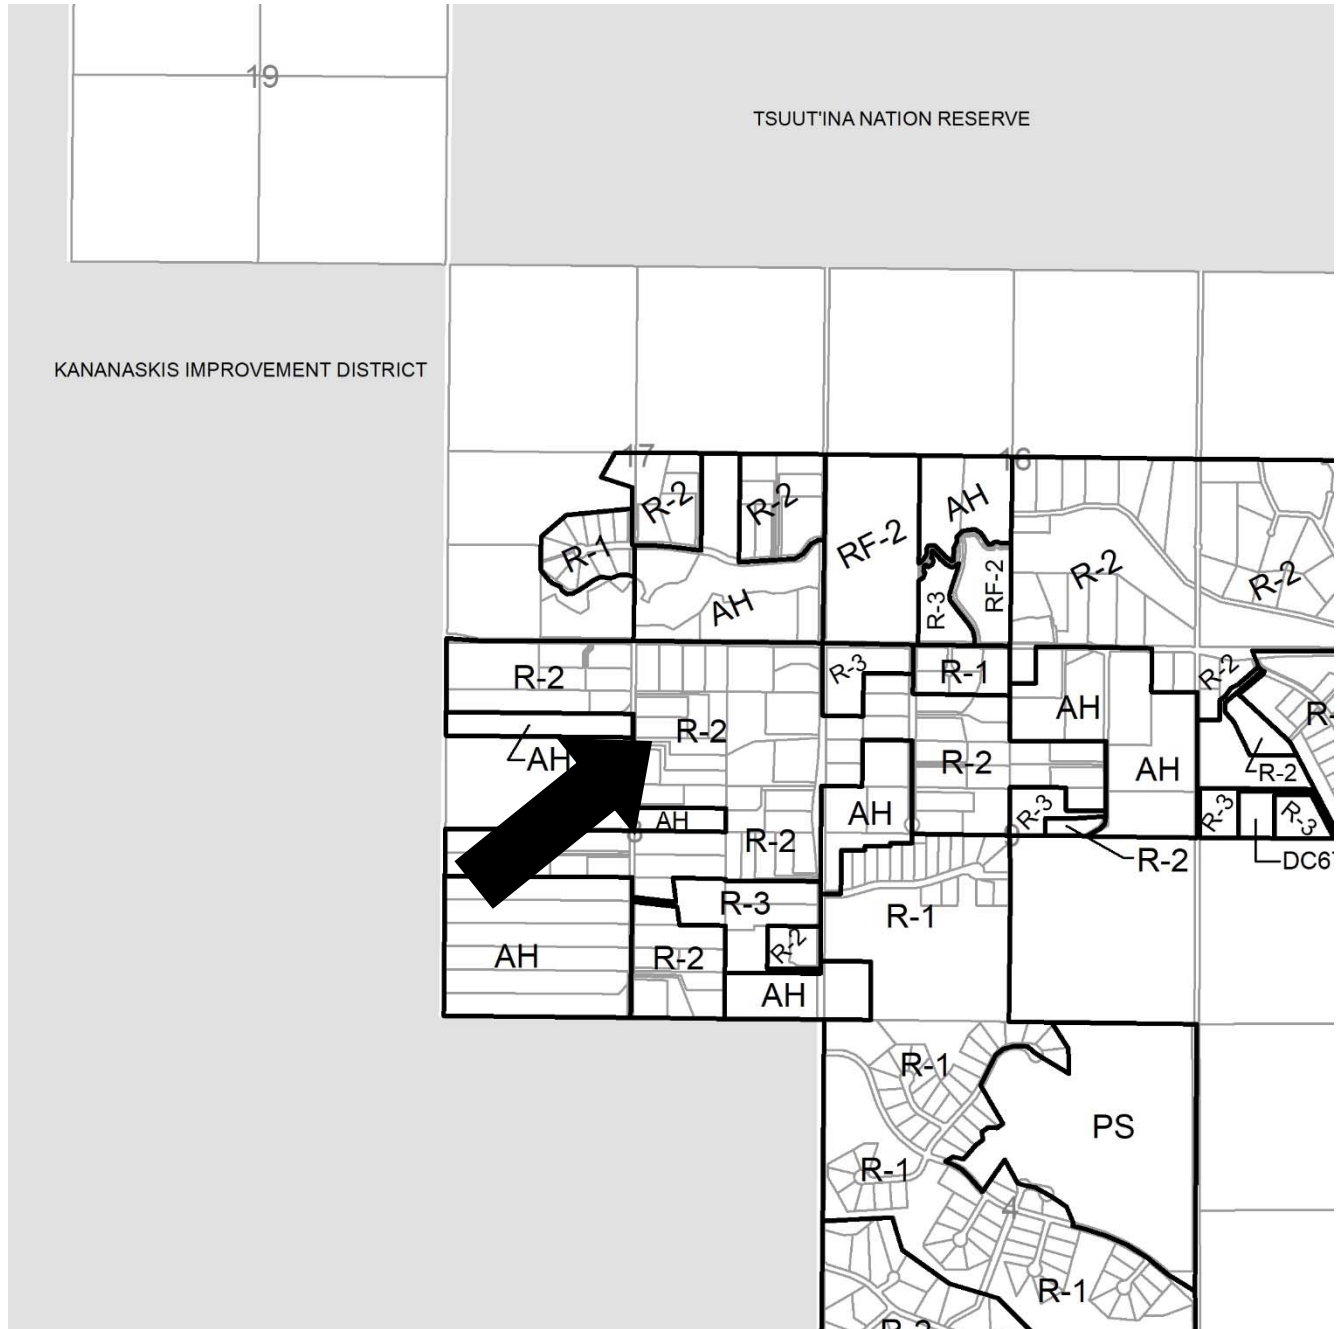 19
TSUUT'INA NATION RESERVE
KANANASKIS IMPROVEMENT DISTRICT
17
16
R-2
R-2
AH
RF-2
R-1
R-2
RF-2
R-2
R-3
AH
R-3
R-1
R-2
R-2
AH
R-
R-2
R-2
AH
AH
R-2
AH
R-3
AH
R-3
R-3
AH
R-2
R-2
DC6
R-3
R-1
R-2
AH
R-2
AH
R-1
PS
R-1
4
R-1